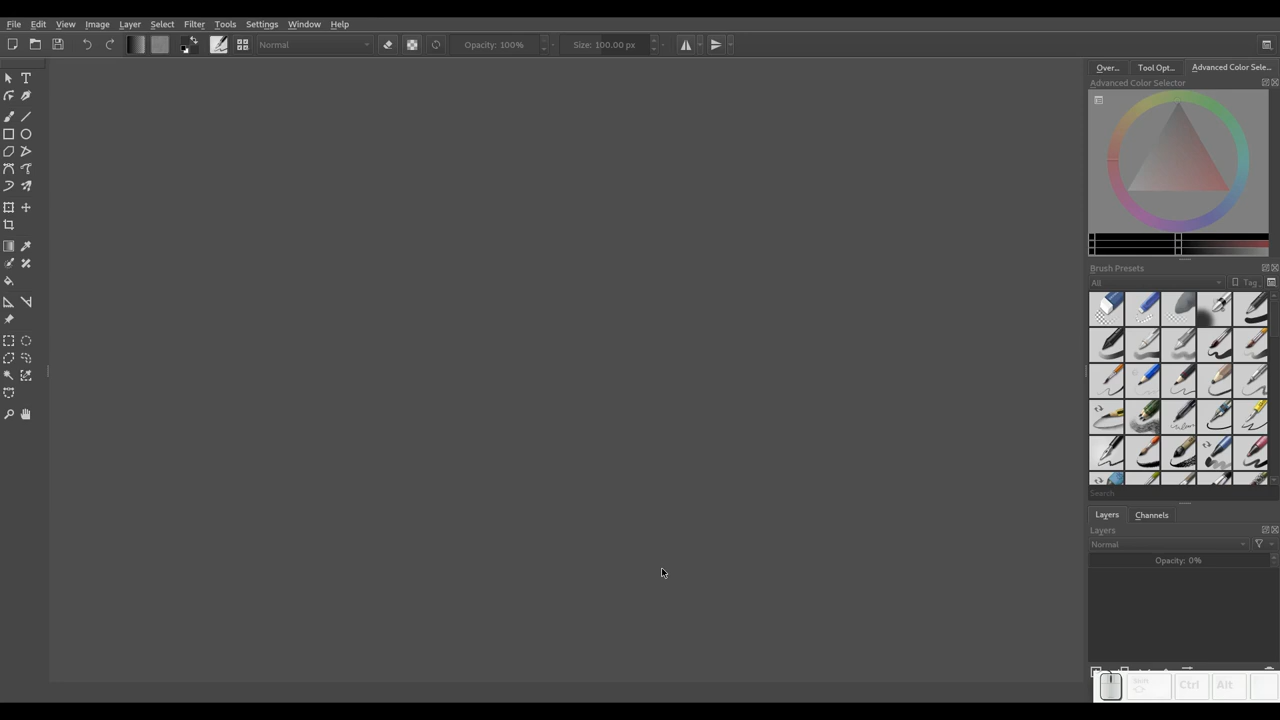 File Edit View Image Layer Select Filter Tools Settings Window Help
Normal Opacity: 100% Size: 100.00 px
Over... Tool Opt... Advanced Color Sele...
Advanced Color Selector
Brush Presets
All Tag
Search
Layers Channels
Layers
Normal
Opacity: 0%
Shift Ctrl Alt